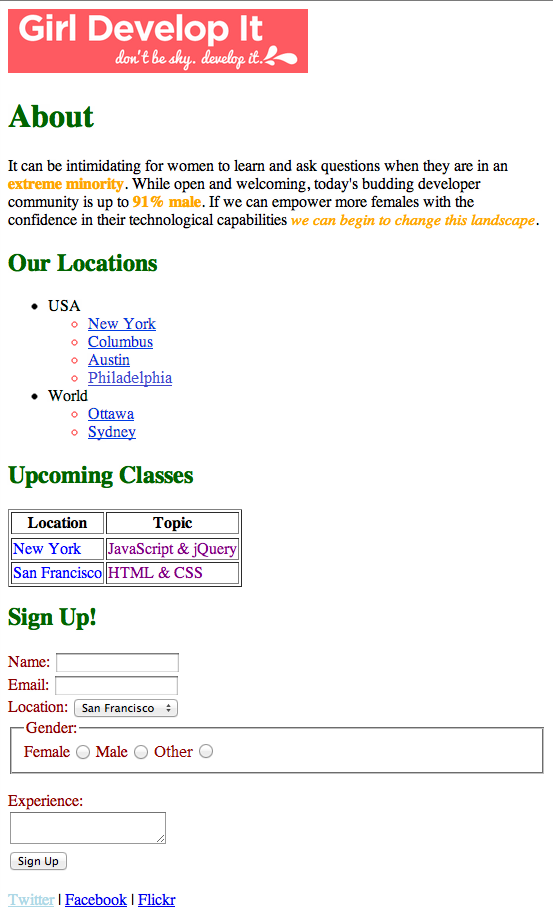 Girl Develop It
don't be shy. develop it.
About
It can be intimidating for women to learn and ask questions when they are in an
extreme minority. While open and welcoming, today's budding developer
community is up to 91% male. If we can empower more females with the
confidence in their technological capabilities we can begin to change this landscape.
Our Locations
USA
New York
Columbus
Austin
Philadelphia
World
Ottawa
Sydney
Upcoming Classes
Location Topic
New York JavaScript & jQuery
San Francisco HTML & CSS
Sign Up!
Name:
Email:
Location: San Francisco
Gender:
Female Male Other
Experience:
Sign Up
Twitter | Facebook | Flickr